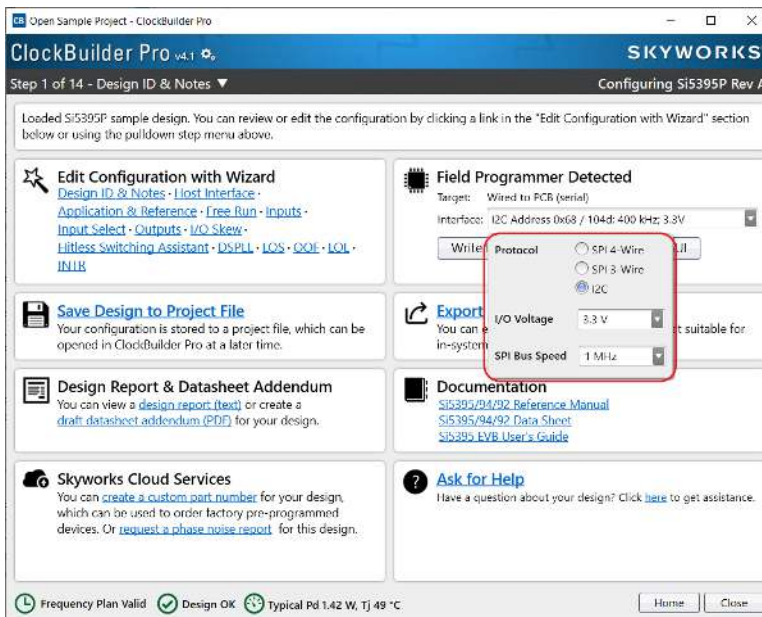 CB Open Sample Project - ClockBuilder Pro
ClockBuilder Pro v4.1
SKYWORKS
Step 1 of 14 - Design ID & Notes ▼
Configuring Si5395P Rev A
Loaded Si5395P sample design. You can review or edit the configuration by clicking a link in the "Edit Configuration with Wizard" section
below or using the pulldown step menu above.
Edit Configuration with Wizard
Design ID & Notes · Host Interface ·
Application & Reference · Free Run · Inputs ·
Input Select · Outputs · I/O Skew ·
Hitless Switching Assistant · DSPLL · LOS · OOF · LOL ·
INTR
Field Programmer Detected
Target: Wired to PCB (serial)
Interface: I2C Address 0x68 / 104d: 400 kHz; 3.3V
Write
UI
Protocol
SPI 4-Wire
SPI 3-Wire
I2C
I/O Voltage 3.3 V
SPI Bus Speed 1 MHz
Save Design to Project File
Your configuration is stored to a project file, which can be
opened in ClockBuilder Pro at a later time.
Export
You can e
t suitable for
in-system
Design Report & Datasheet Addendum
You can view a design report (text) or create a
draft datasheet addendum (PDF) for your design.
Documentation
Si5395/94/92 Reference Manual
Si5395/94/92 Data Sheet
Si5395 EVB User's Guide
Skyworks Cloud Services
You can create a custom part number for your design,
which can be used to order factory pre-programmed
devices. Or request a phase noise report for this design.
Ask for Help
Have a question about your design? Click here to get assistance.
Frequency Plan Valid
Design OK
Typical Pd 1.42 W, Tj 49 °C
Home
Close